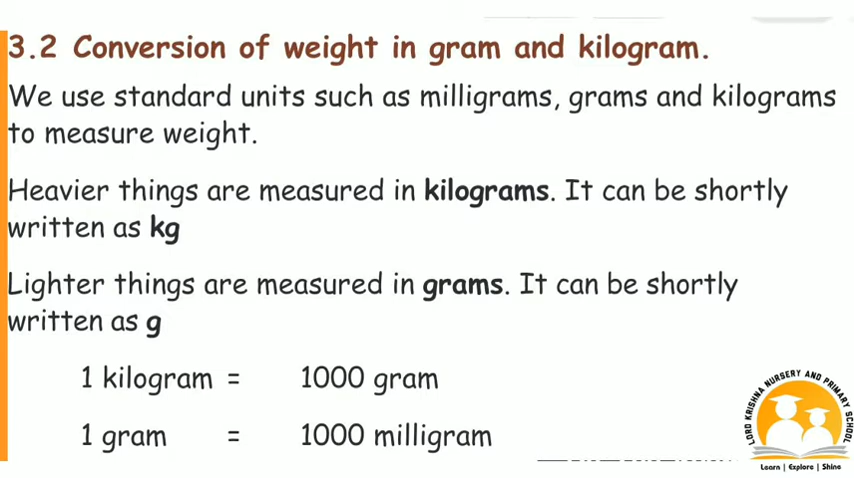 3.2 Conversion of weight in gram and kilogram.
We use standard units such as milligrams, grams and kilograms
to measure weight.
Heavier things are measured in kilograms. It can be shortly
written as kg
Lighter things are measured in grams. It can be shortly
written as g
1 kilogram = 1000 gram
1 gram = 1000 milligram
LORD KRISHNA NURSERY AND PRIMARY SCHOOL
Learn | Explore | Shine